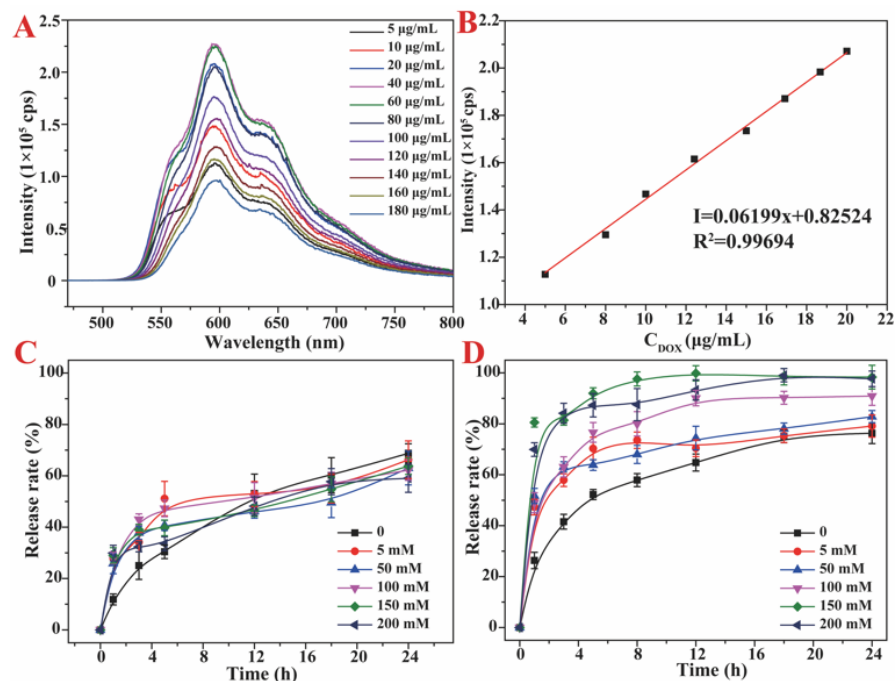 A
Intensity (1×10⁵ cps)
2.5
2.0
1.5
1.0
0.5
0
500 550 600 650 700 750 800
Wavelength (nm)
5 μg/mL
10 μg/mL
20 μg/mL
40 μg/mL
60 μg/mL
80 μg/mL
100 μg/mL
120 μg/mL
140 μg/mL
160 μg/mL
180 μg/mL
B
Intensity (1×10⁵ cps)
2.2
2.0
1.8
1.6
1.4
1.2
1.0
4 6 8 10 12 14 16 18 20 22
C_DOX (μg/mL)
I=0.06199x+0.82524
R²=0.99694
C
Release rate (%)
100
80
60
40
20
0
0 4 8 12 16 20 24
Time (h)
0
5 mM
50 mM
100 mM
150 mM
200 mM
D
Release rate (%)
100
80
60
40
20
0
0 4 8 12 16 20 24
Time (h)
0
5 mM
50 mM
100 mM
150 mM
200 mM